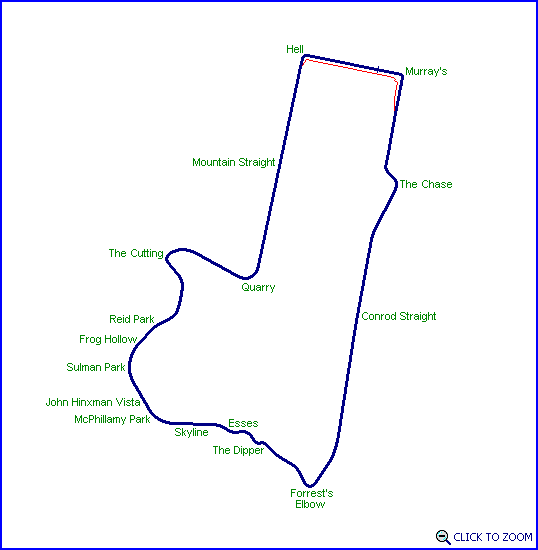 Hell
Murray's
Mountain Straight
The Chase
The Cutting
Quarry
Reid Park
Conrod Straight
Frog Hollow
Sulman Park
John Hinxman Vista
McPhillamy Park
Esses
Skyline
The Dipper
Forrest's
Elbow
CLICK TO ZOOM